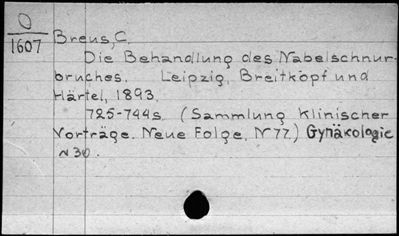 O
1607 Breus, C.
Die Behandlung des Nabelschnur-
bruches. Leipzig, Breitkopf und
Härtel, 1893.
725-744s. (Sammlung klinischer
Vorträge. Neue Folge. N° 77.) Gynäkologie
N 30.